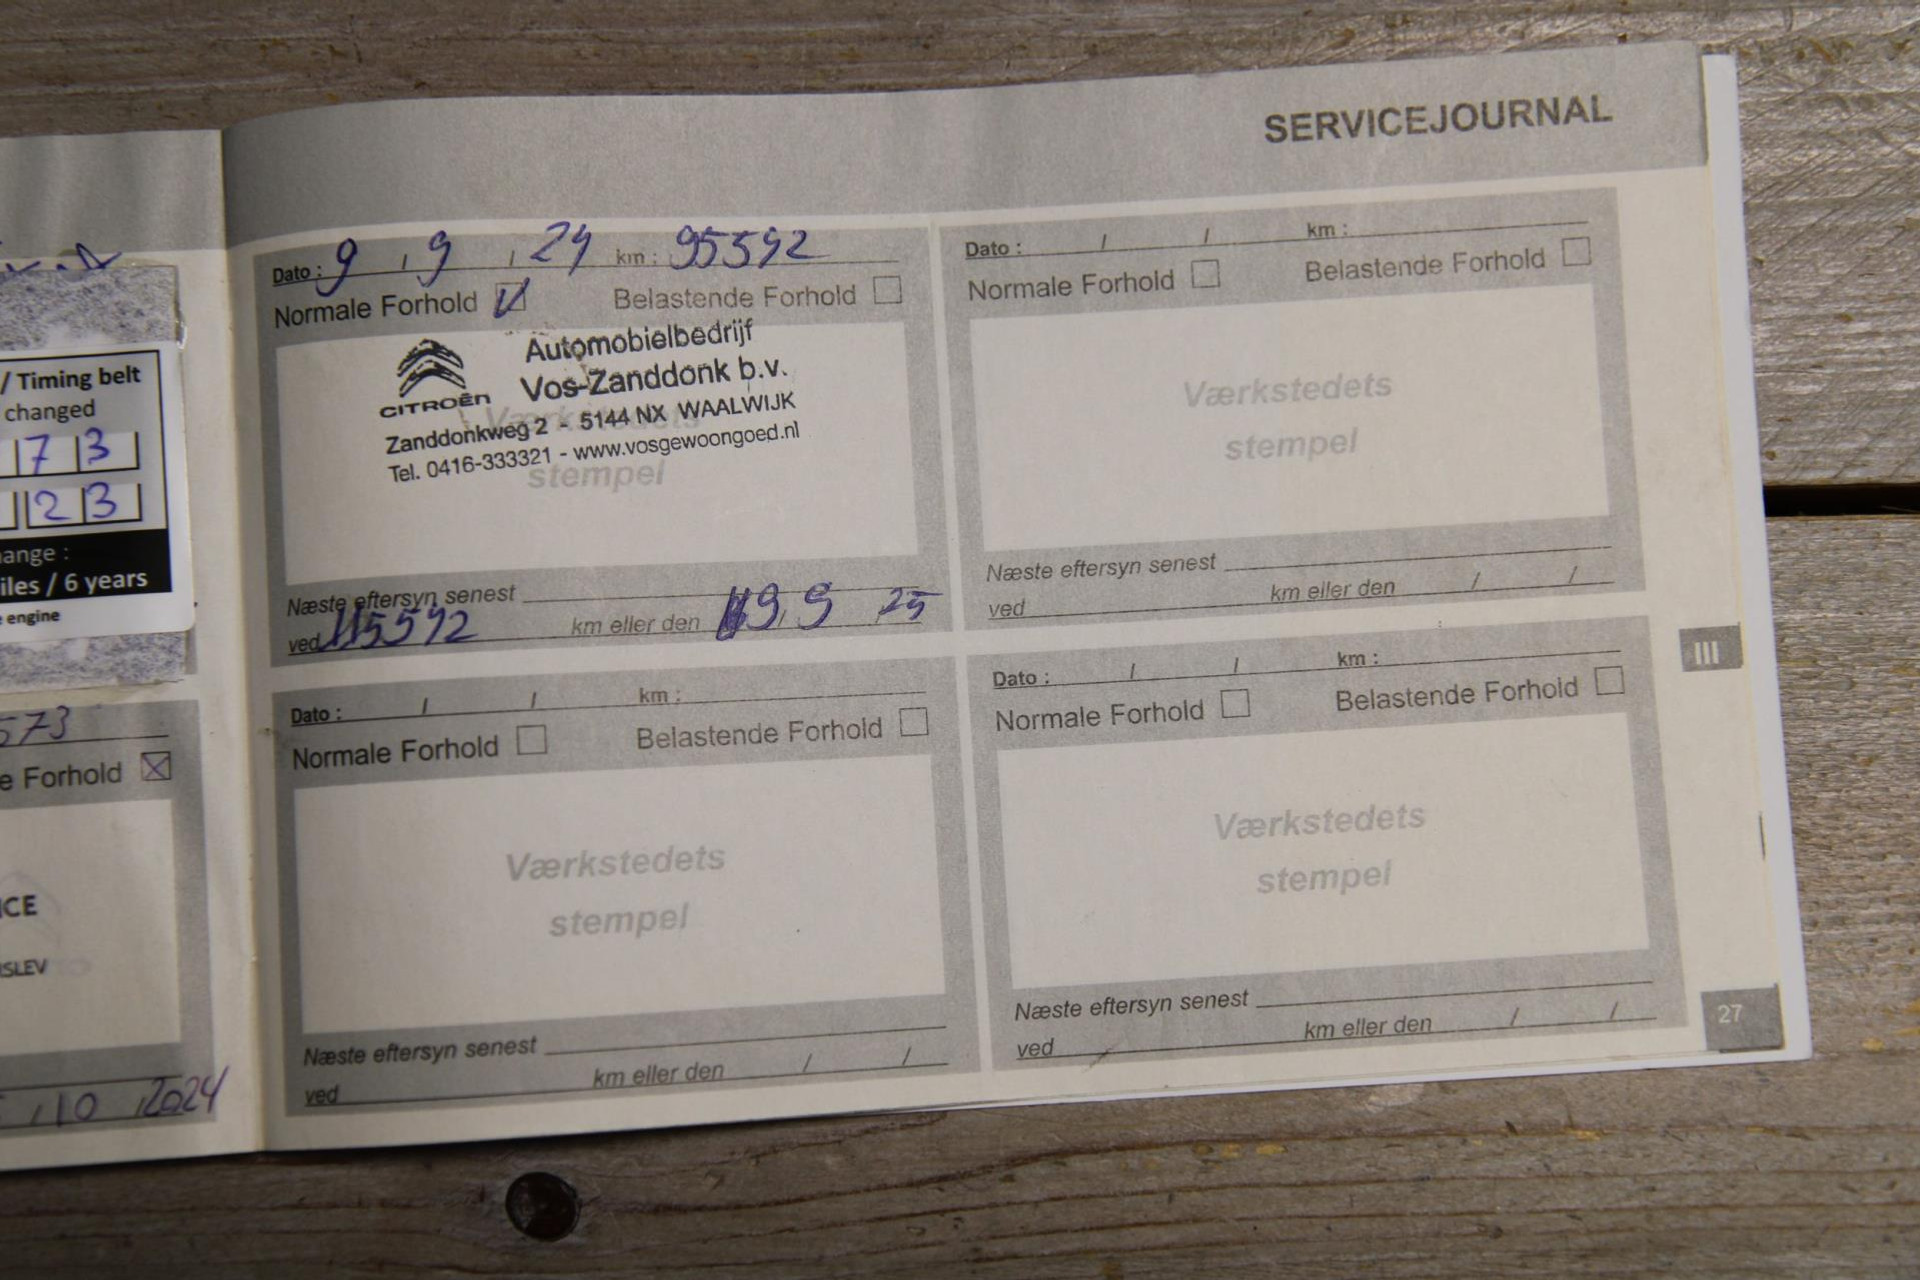 / Timing belt
changed
7 3
2 3
ange :
iles / 6 years
engine
573
e Forhold
ICE
SLEV
10 , 2024
SERVICEJOURNAL
Dato : 9 / 9 / 24 km : 95592
Normale Forhold Belastende Forhold
CITROËN
Automobielbedrijf
Vos-Zanddonk b.v.
Zanddonkweg 2 - 5144 NX WAALWIJK
Tel. 0416-333321 - www.vosgewoongoed.nl
Værkstedets
stempel
Næste eftersyn senest
ved 115592 km eller den 9 / 9 / 25
Dato : / / km :
Normale Forhold Belastende Forhold
Værkstedets
stempel
Næste eftersyn senest
ved km eller den / /
Dato : / / km :
Normale Forhold Belastende Forhold
Værkstedets
stempel
Næste eftersyn senest
ved km eller den / /
Dato : / / km :
Normale Forhold Belastende Forhold
Værkstedets
stempel
Næste eftersyn senest
ved km eller den / /
III
27